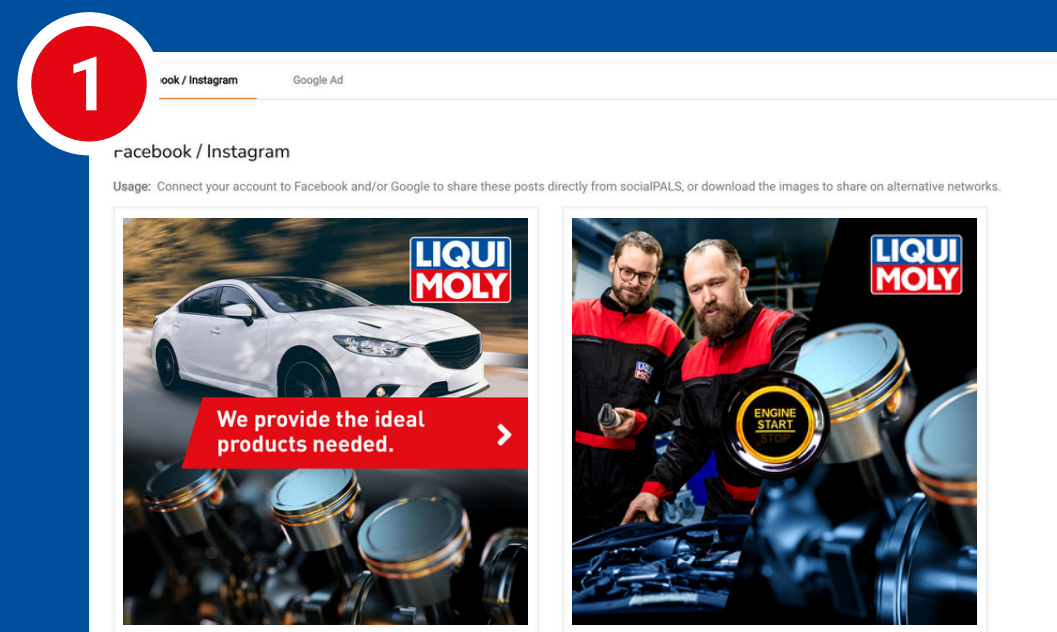 1
ook / Instagram
Google Ad
Facebook / Instagram
Usage: Connect your account to Facebook and/or Google to share these posts directly from socialPALS, or download the images to share on alternative networks.
LIQUI
MOLY
We provide the ideal
products needed.
LIQUI
MOLY
LIQUI
MOLY
ENGINE
START
STOP